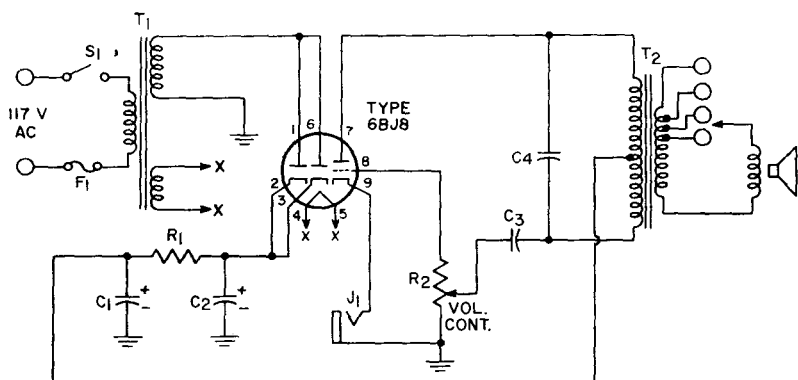 T1
S1
117 V
AC
F1
X
X
TYPE
6BJ8
1
6
7
8
2
9
3
4
5
X
X
R1
C1
+
-
C2
+
-
J1
R2
VOL.
CONT.
C3
C4
T2